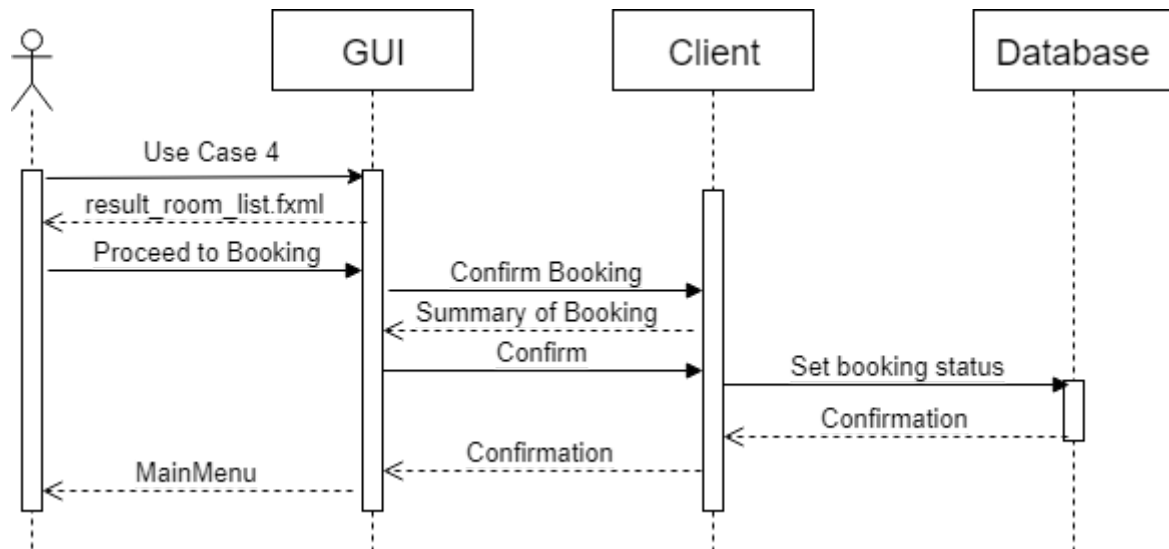 GUI
Client
Database
Use Case 4
result_room_list.fxml
Proceed to Booking
Confirm Booking
Summary of Booking
Confirm
Set booking status
Confirmation
Confirmation
MainMenu